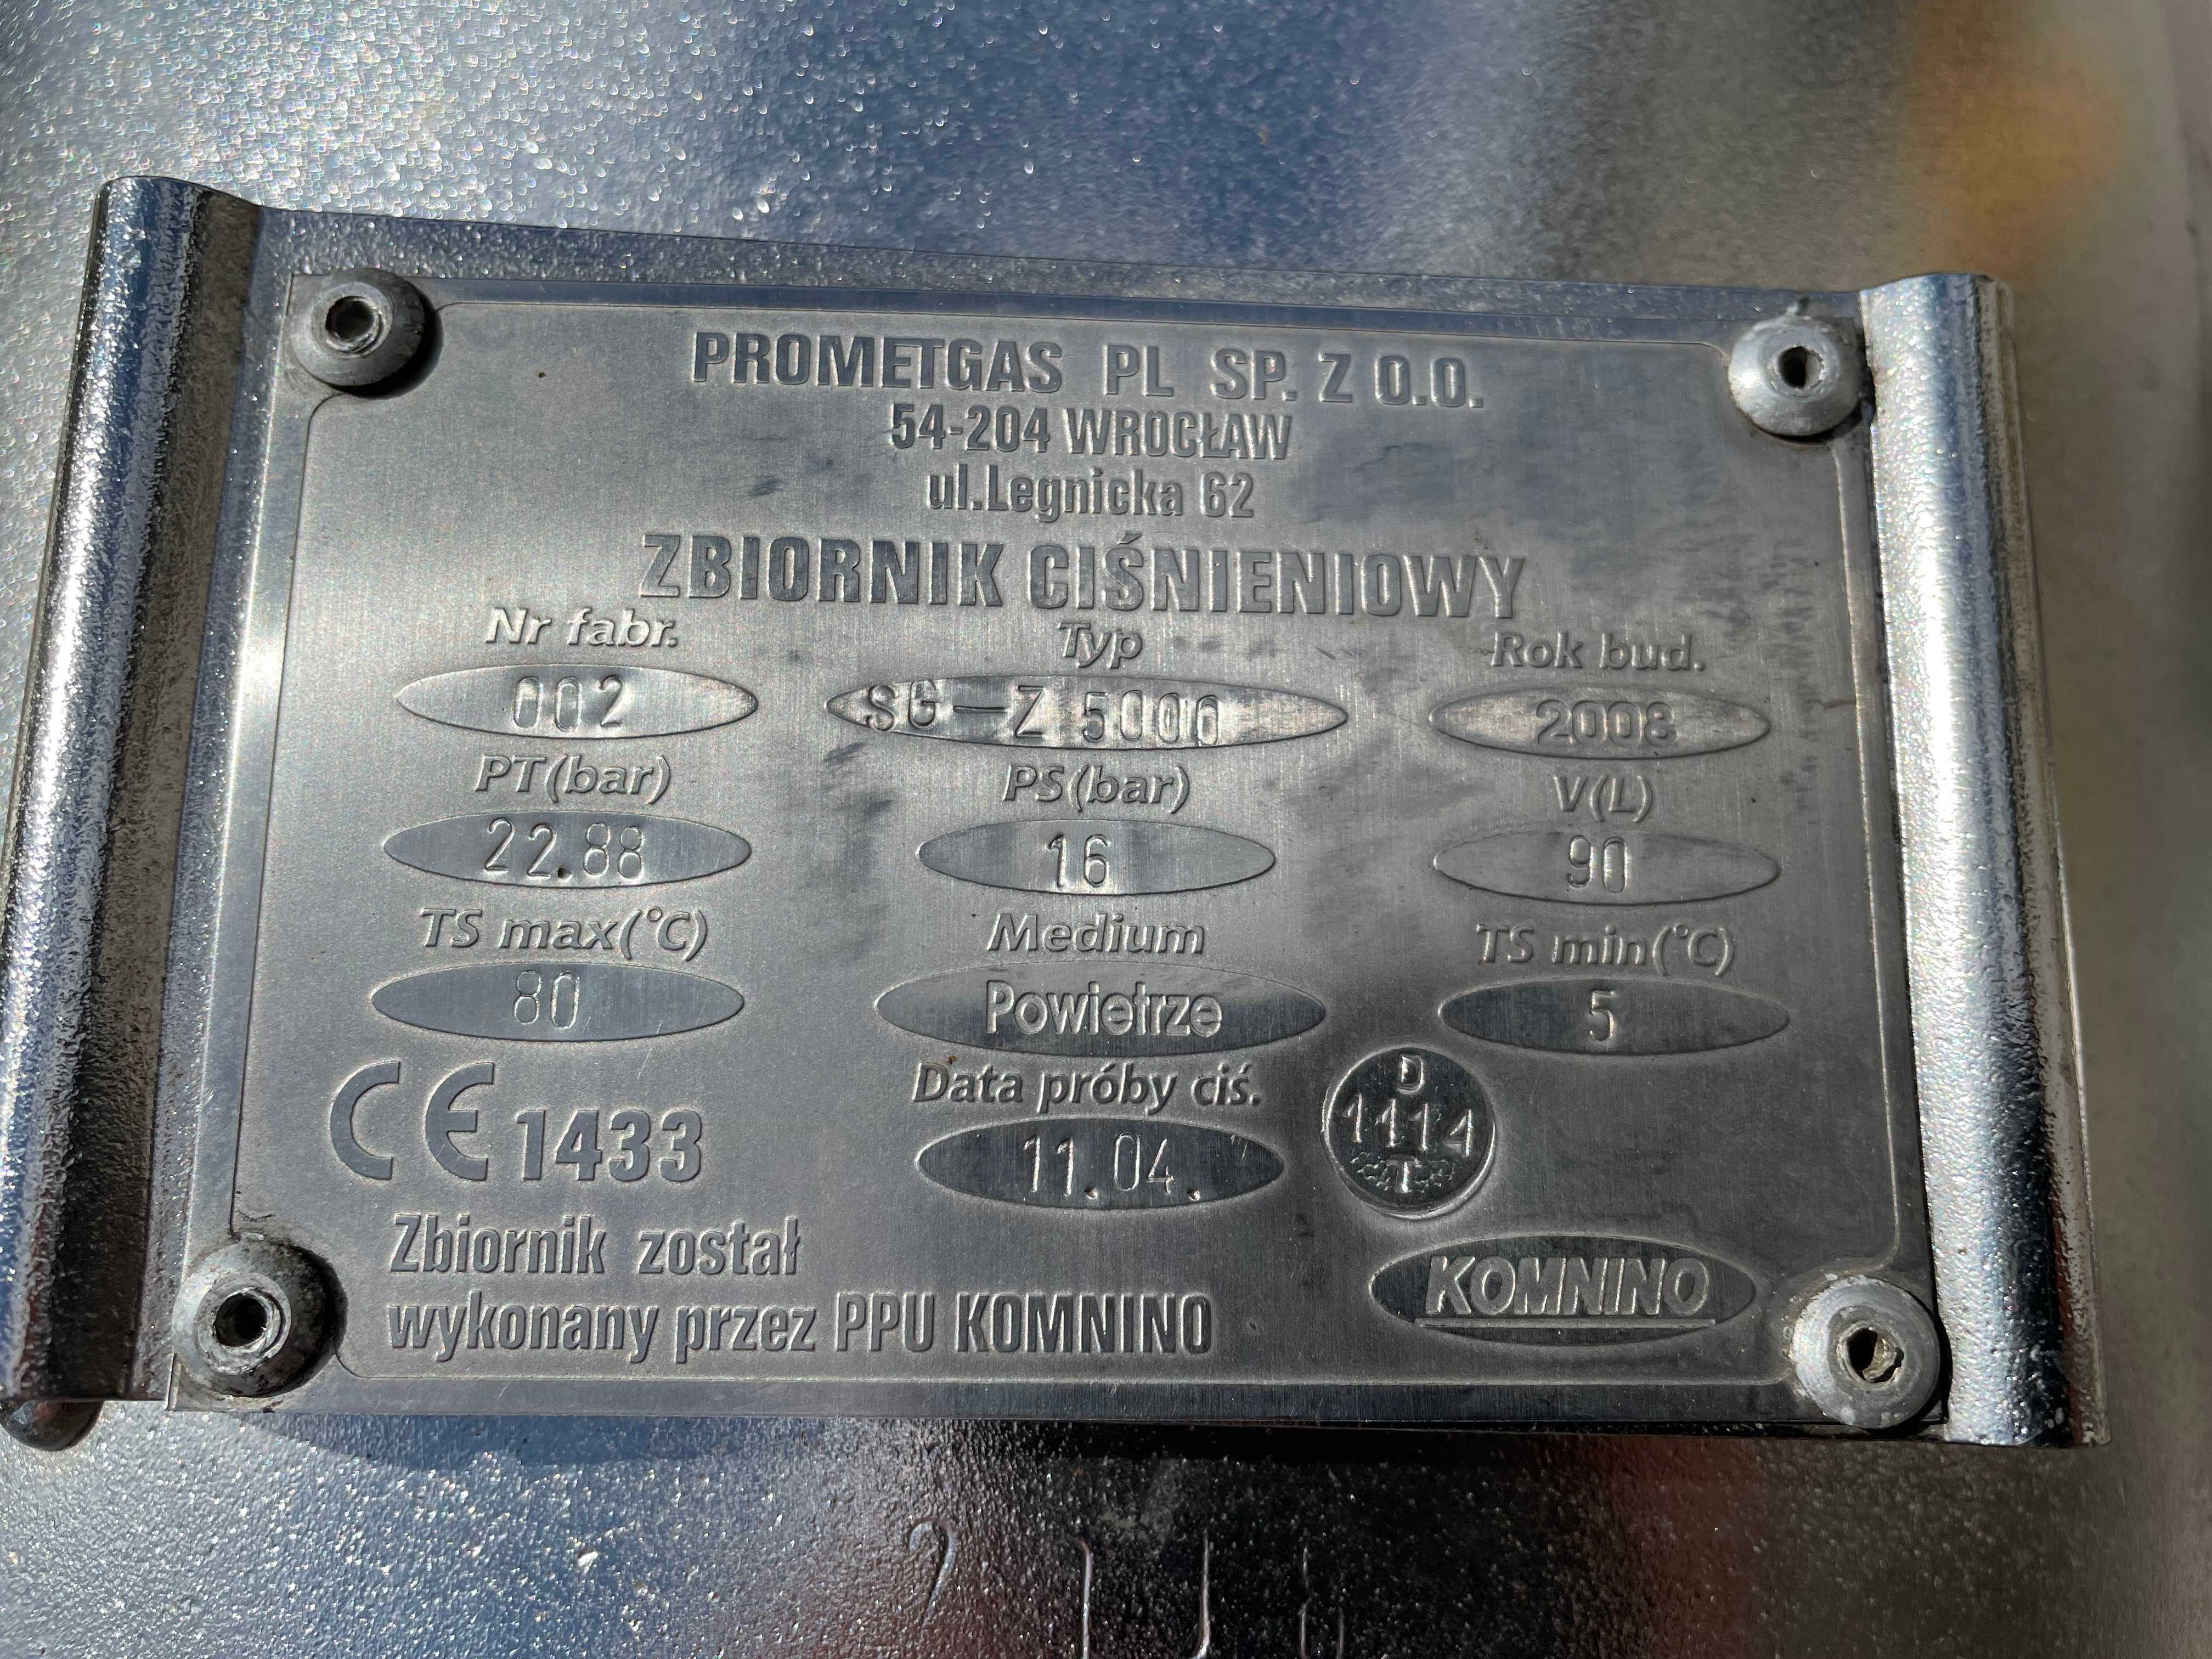 PROMETGAS PL SP. Z O.O.
54-204 WROCŁAW
ul.Legnicka 62
ZBIORNIK CIŚNIENIOWY
Nr fabr. Typ Rok bud.
002 SG-Z 5000 2008
PT(bar) PS(bar) V(L)
22.88 16 90
TS max(°C) Medium TS min(°C)
80 Powietrze 5
CE 1433
Data próby ciś.
11.04.
D
1114
T
Zbiornik został
wykonany przez PPU KOMNINO
KOMNINO